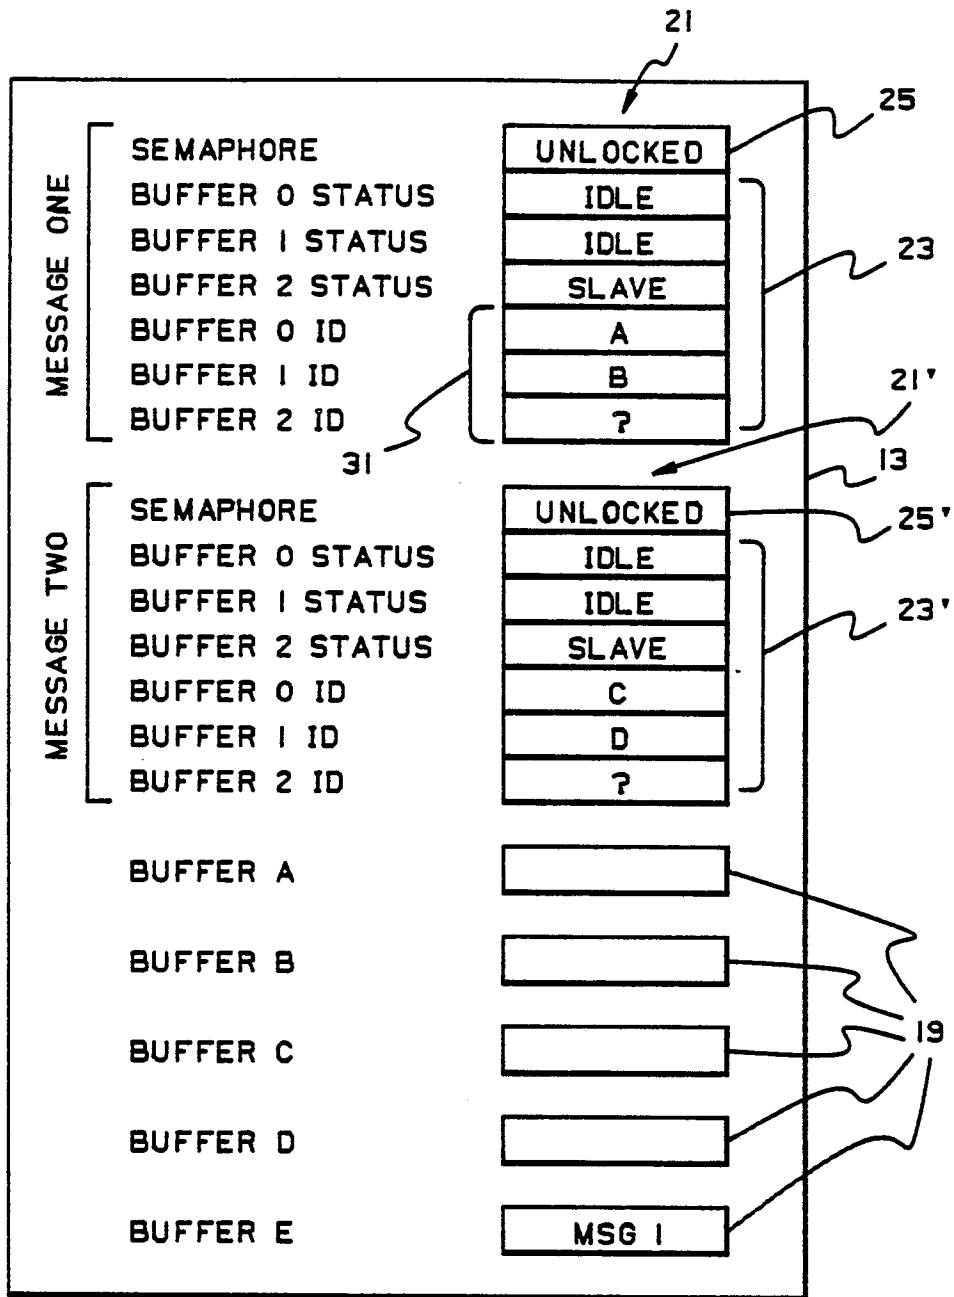 21
SEMAPHORE UNLOCKED 25
BUFFER 0 STATUS IDLE
BUFFER 1 STATUS IDLE 23
BUFFER 2 STATUS SLAVE
BUFFER 0 ID A
BUFFER 1 ID B 21'
BUFFER 2 ID ?
MESSAGE ONE
31 13
SEMAPHORE UNLOCKED 25'
BUFFER 0 STATUS IDLE
BUFFER 1 STATUS IDLE 23'
BUFFER 2 STATUS SLAVE
BUFFER 0 ID C
BUFFER 1 ID D
BUFFER 2 ID ?
MESSAGE TWO
BUFFER A
BUFFER B
19
BUFFER C
BUFFER D
BUFFER E MSG 1